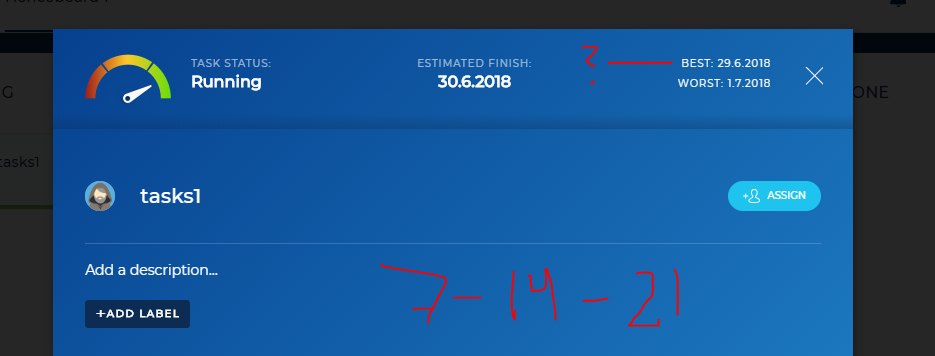 TASK STATUS:
Running
ESTIMATED FINISH:
30.6.2018
?
BEST: 29.6.2018
WORST: 1.7.2018
G
ONE
tasks1
tasks1
ASSIGN
Add a description...
+ADD LABEL
7 - 14 - 21